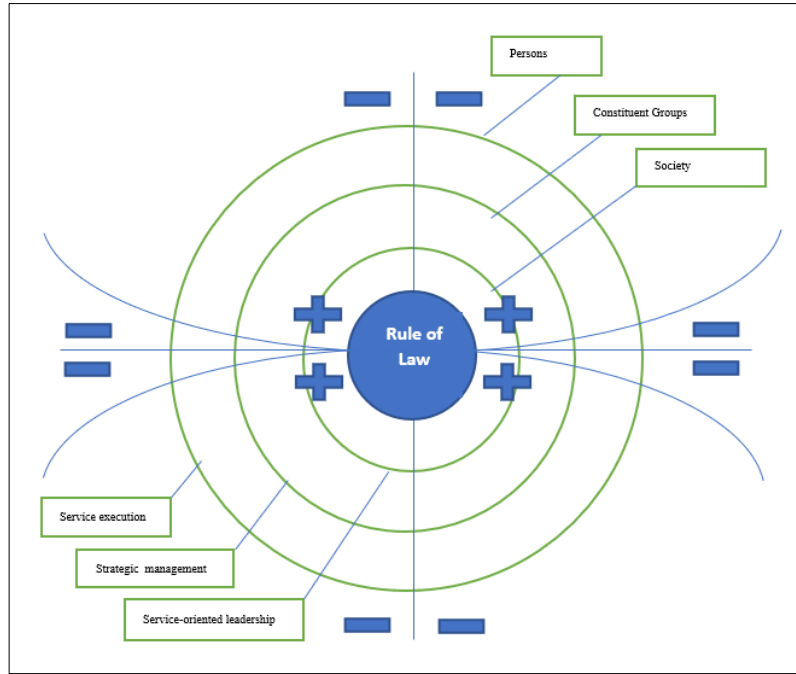 Persons
Constituent Groups
Society
Rule of
Law
Service execution
Strategic management
Service-oriented leadership